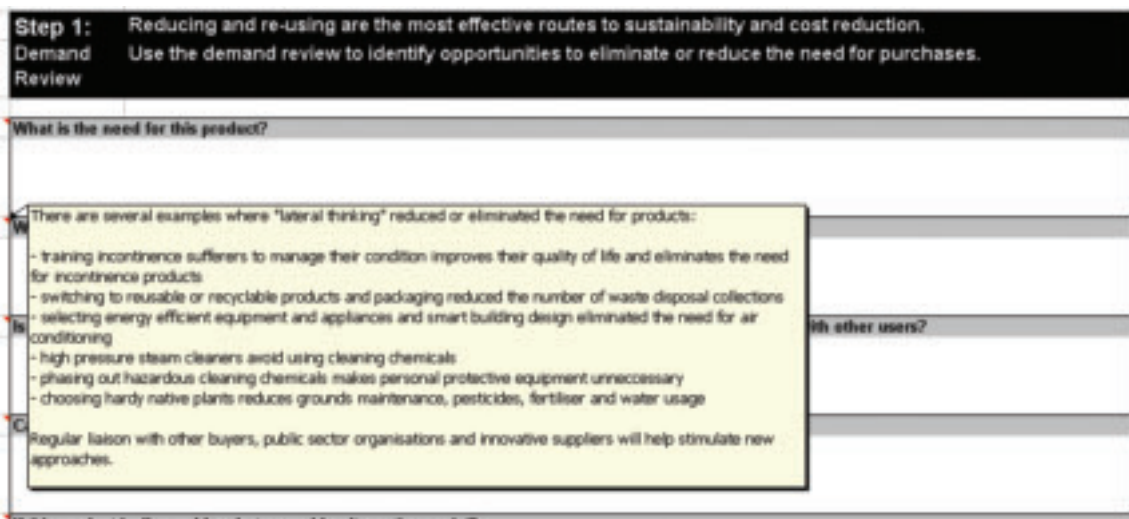 Step 1: Reducing and re-using are the most effective routes to sustainability and cost reduction.
Demand Use the demand review to identify opportunities to eliminate or reduce the need for purchases.
Review
What is the need for this product?
There are several examples where "lateral thinking" reduced or eliminated the need for products:
- training incontinence sufferers to manage their condition improves their quality of life and eliminates the need
for incontinence products
- switching to reusable or recyclable products and packaging reduced the number of waste disposal collections
- selecting energy efficient equipment and appliances and smart building design eliminated the need for air
conditioning
Is
ith other users?
- high pressure steam cleaners avoid using cleaning chemicals
- phasing out hazardous cleaning chemicals makes personal protective equipment unneccessary
- choosing hardy native plants reduces grounds maintenance, pesticides, fertiliser and water usage
Regular liaison with other buyers, public sector organisations and innovative suppliers will help stimulate new
approaches.